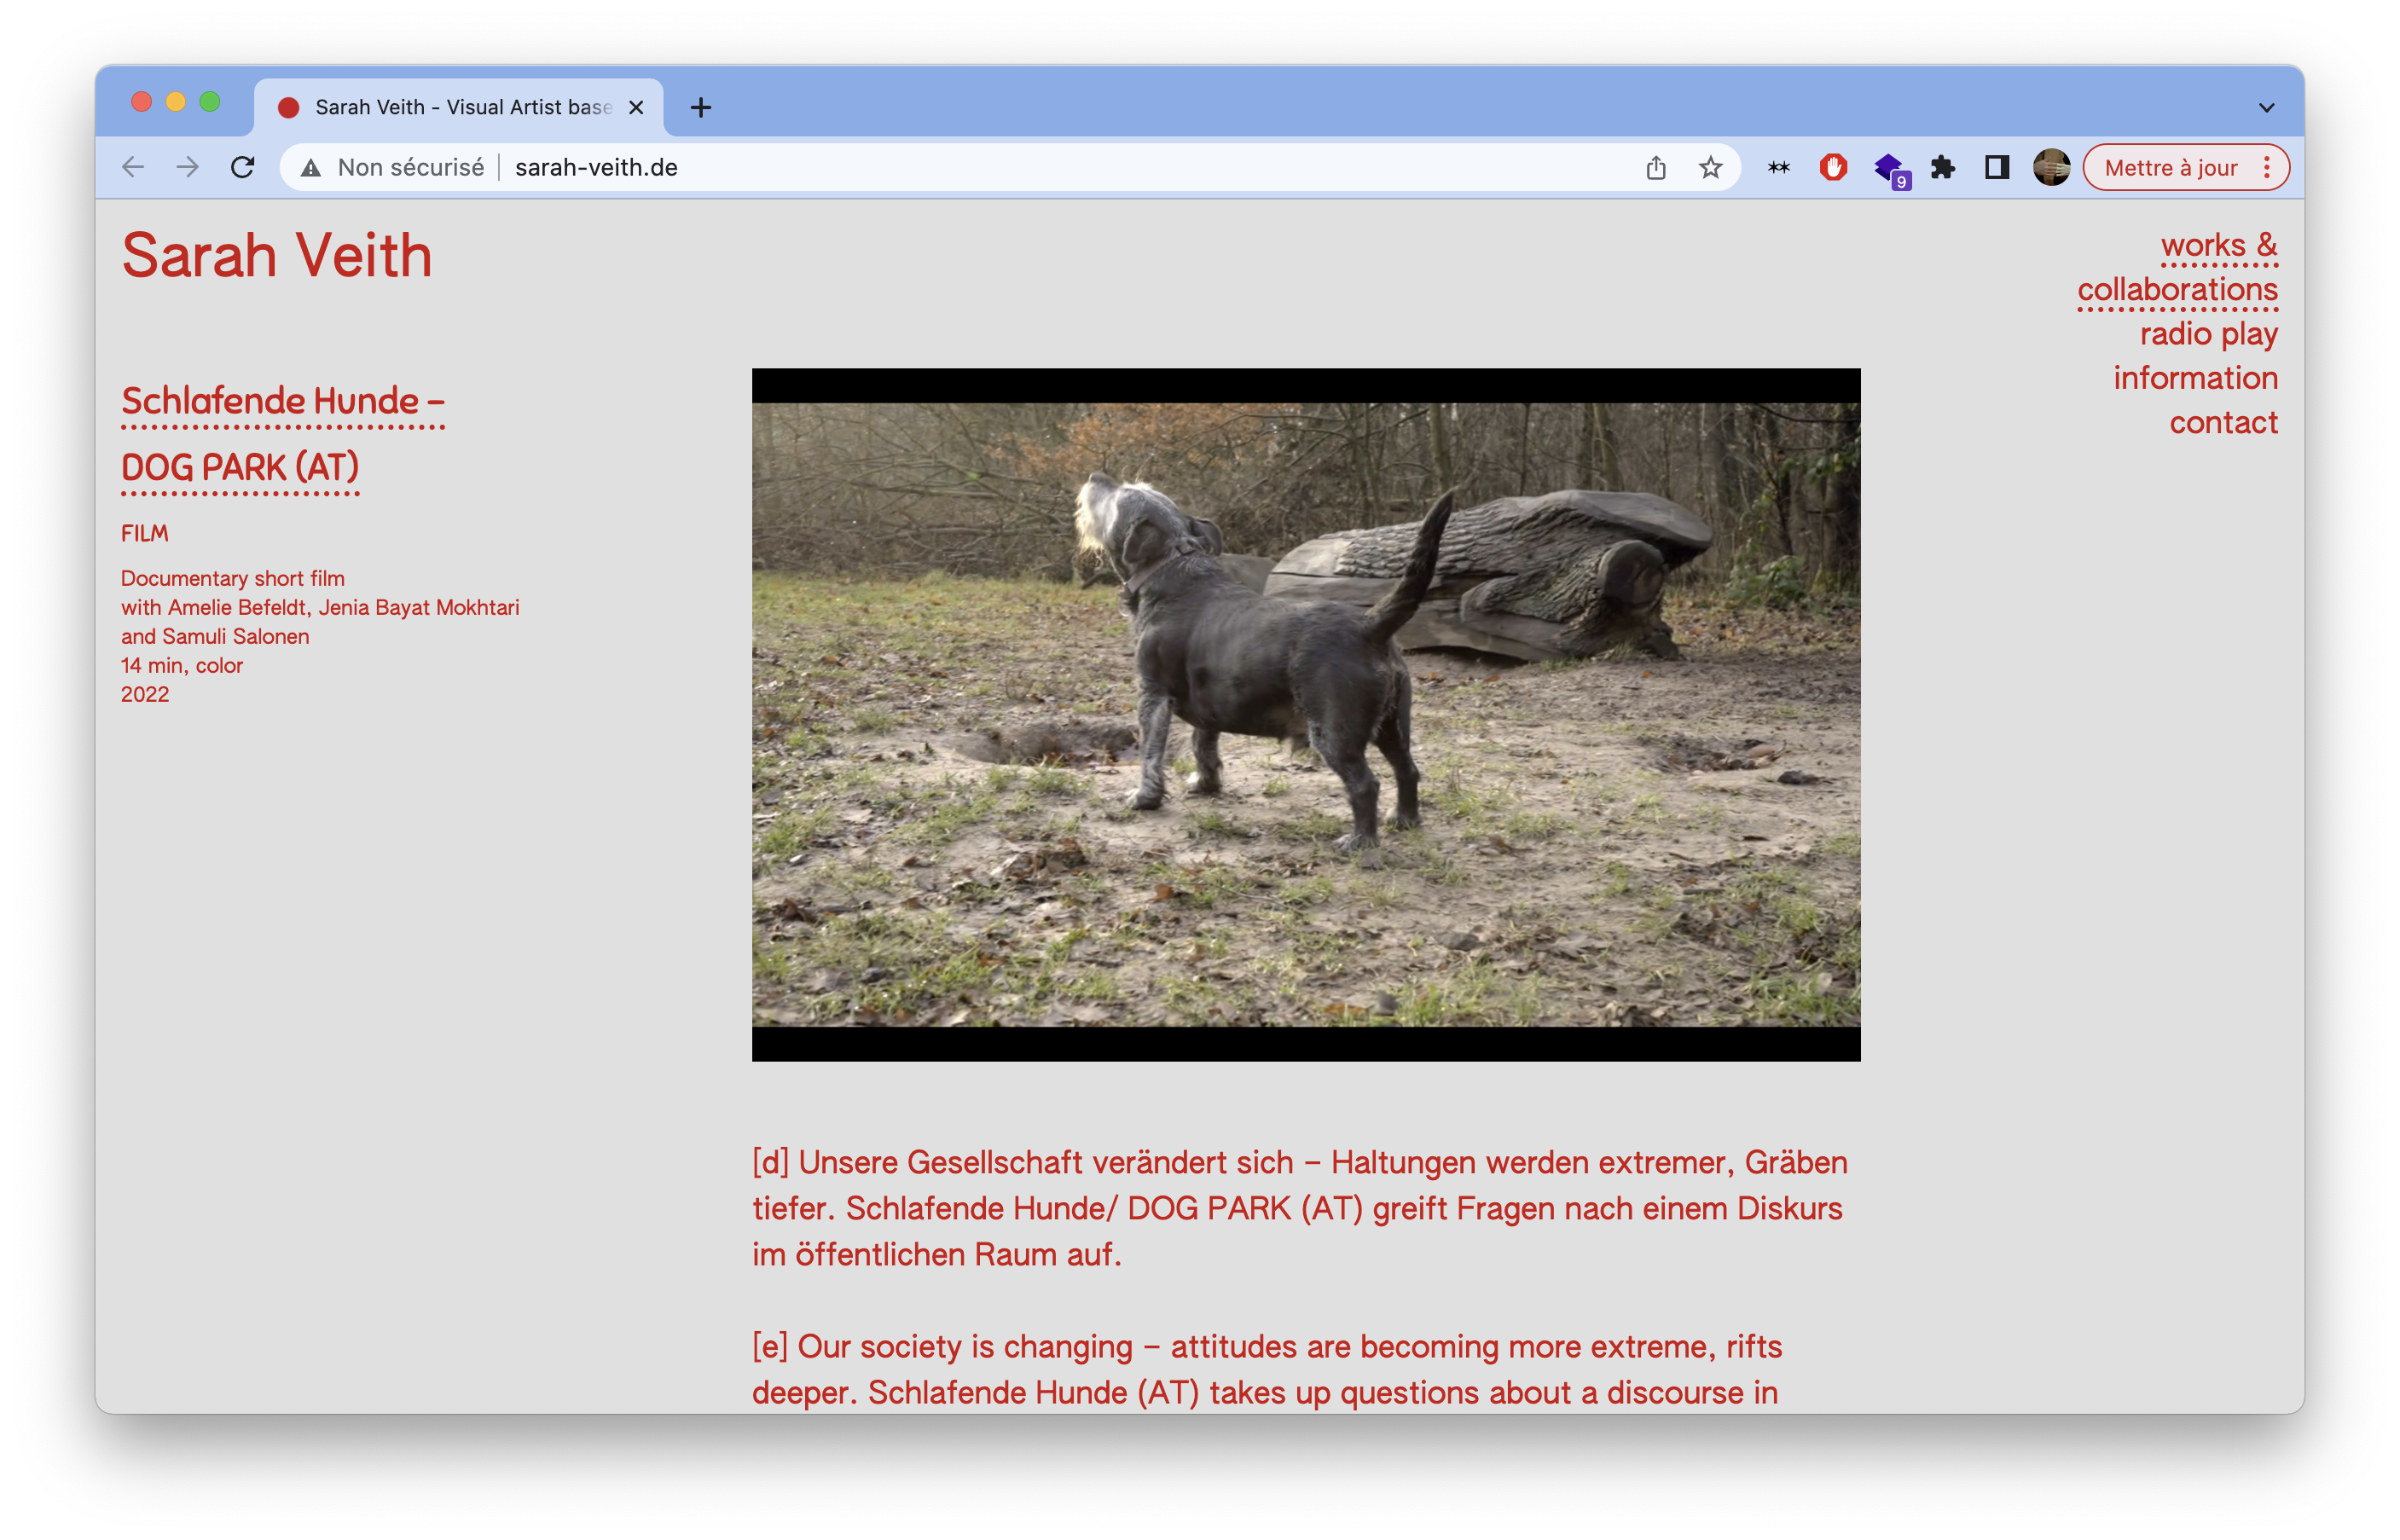 Sarah Veith - Visual Artist base
Non sécurisé
sarah-veith.de
9
Mettre à jour
Sarah Veith
works &
collaborations
radio play
information
contact
Schlafende Hunde –
DOG PARK (AT)
FILM
Documentary short film
with Amelie Befeldt, Jenia Bayat Mokhtari
and Samuli Salonen
14 min, color
2022
[d] Unsere Gesellschaft verändert sich – Haltungen werden extremer, Gräben
tiefer. Schlafende Hunde/ DOG PARK (AT) greift Fragen nach einem Diskurs
im öffentlichen Raum auf.
[e] Our society is changing – attitudes are becoming more extreme, rifts
deeper. Schlafende Hunde (AT) takes up questions about a discourse in